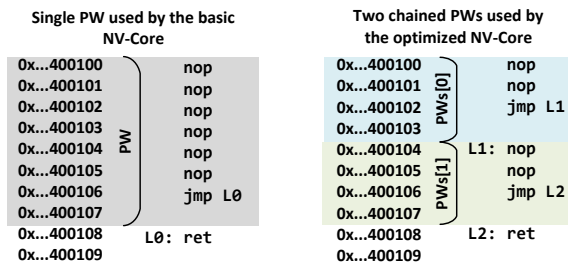 Single PW used by the basic
NV-Core
0x...400100 nop
0x...400101 nop
0x...400102 nop
0x...400103 nop
0x...400104 nop
0x...400105 nop
0x...400106 jmp L0
0x...400107
0x...400108 L0: ret
0x...400109
PW
Two chained PWs used by
the optimized NV-Core
0x...400100 nop
0x...400101 nop
0x...400102 jmp L1
0x...400103
0x...400104 L1: nop
0x...400105 nop
0x...400106 jmp L2
0x...400107
0x...400108 L2: ret
0x...400109
PWs[0]
PWs[1]